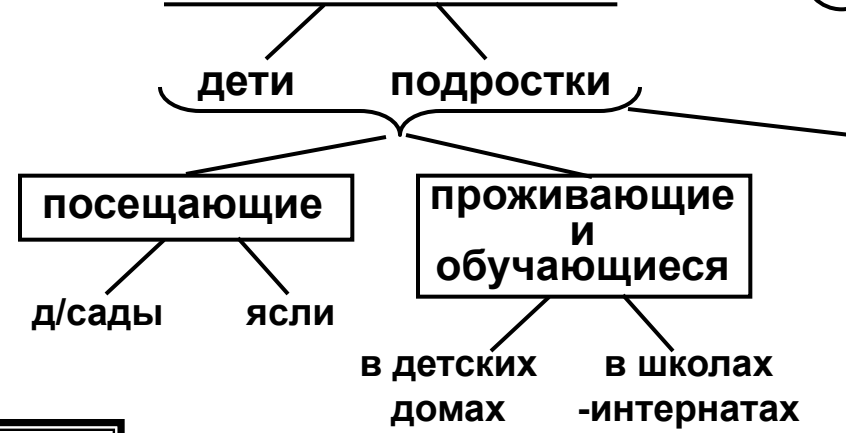 дети подростки
посещающие
проживающие
и
обучающиеся
д/сады ясли
в детских в школах
домах -интернатах